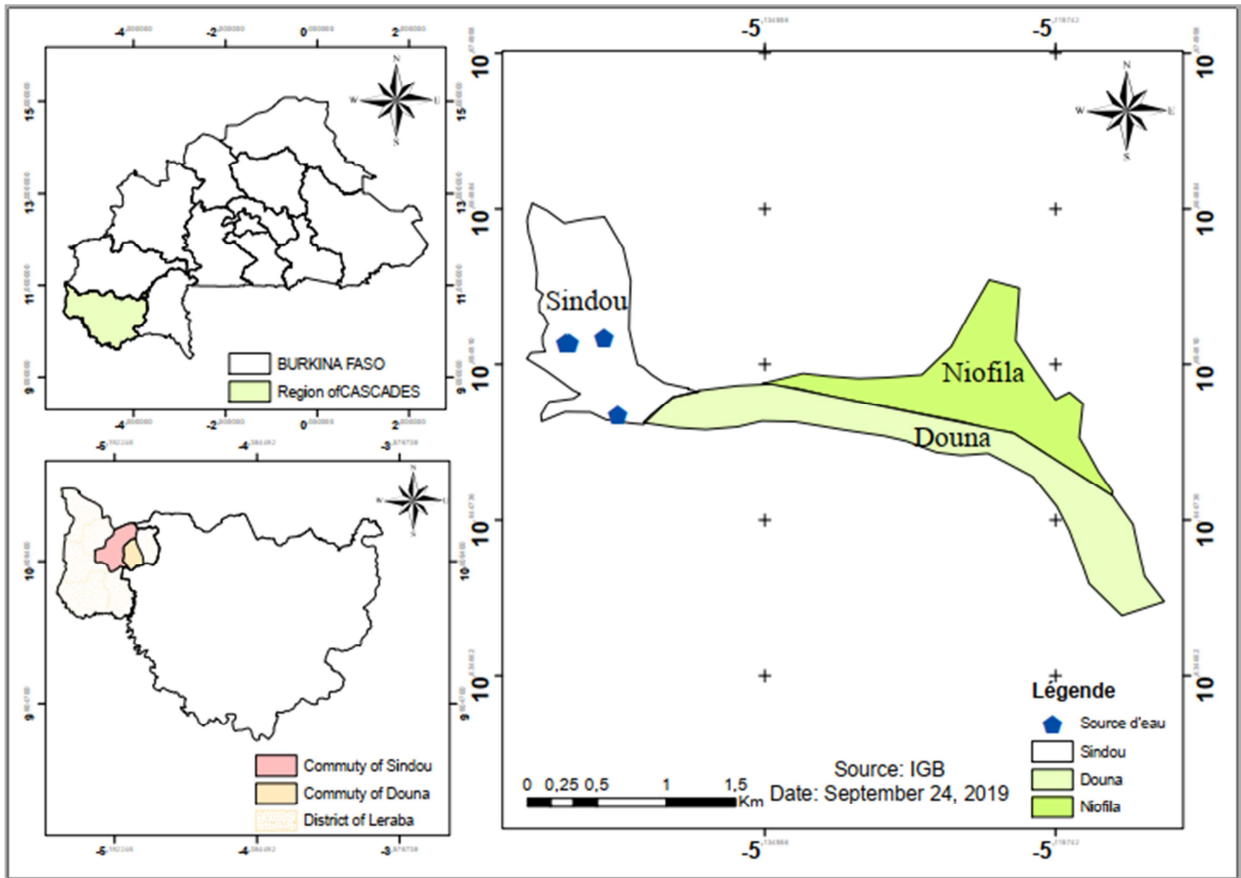 -4 -2 0 2
N
W
S
15
13
11
9
BURKINA FASO
Region ofCASCADES
-4 -2 0 2
-5 -4 -3
N
W
S
10
9
Commuty of Sindou
Commuty of Douna
District of Leraba
-5 -4 -3
-5 -5
10 10
N
W E
S
10 10
Sindou
10 10
Niofila
Douna
10 10
10 10
Légende
Source d'eau
Sindou
Douna
Niofila
Source: IGB
Date: September 24, 2019
0 0,25 0,5 1 1,5
Km
-5 -5